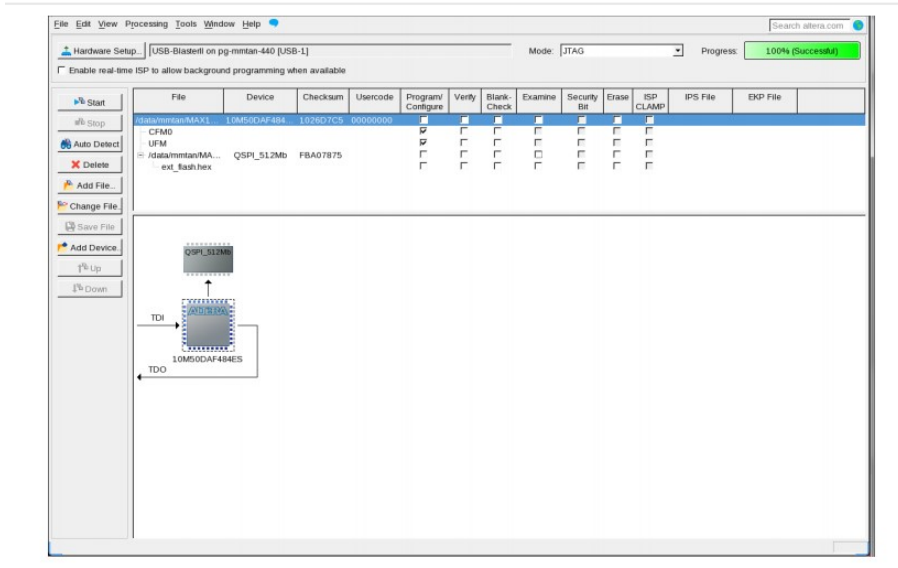 File Edit View Processing Tools Window Help
Search altera.com
Hardware Setup... USB-BlasterII on pg-mmtan-440 [USB-1] Mode: JTAG Progress: 100% (Successful)
Enable real-time ISP to allow background programming when available
Start
Stop
Auto Detect
Delete
Add File...
Change File.
Save File
Add Device.
Up
Down
File Device Checksum Usercode Program/ Configure Verify Blank- Check Examine Security Bit Erase ISP CLAMP IPS File EKP File
/data/mmtan/MAX1... 10M50DAF484... 1026D7C5 00000000
CFM0
UFM
/data/mmtan/MA... QSPI_512Mb FBA07875
ext_flash.hex
QSPI_512Mb
TDI
ALTERA
10M50DAF484ES
TDO